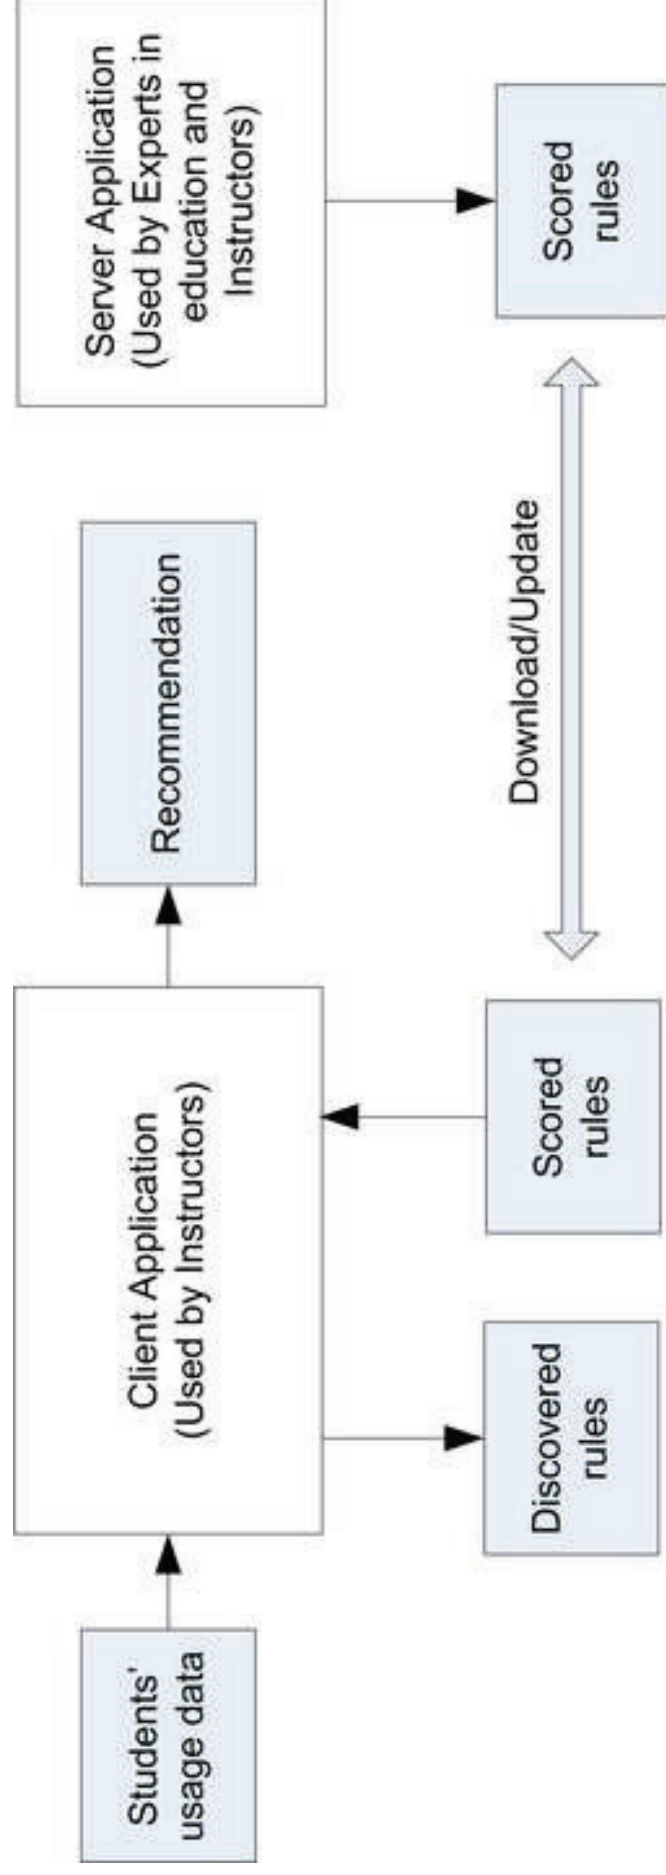 Students'
usage data
Client Application
(Used by Instructors)
Recommendation
Server Application
(Used by Experts in
education and
Instructors)
Discovered
rules
Scored
rules
Download/Update
Scored
rules